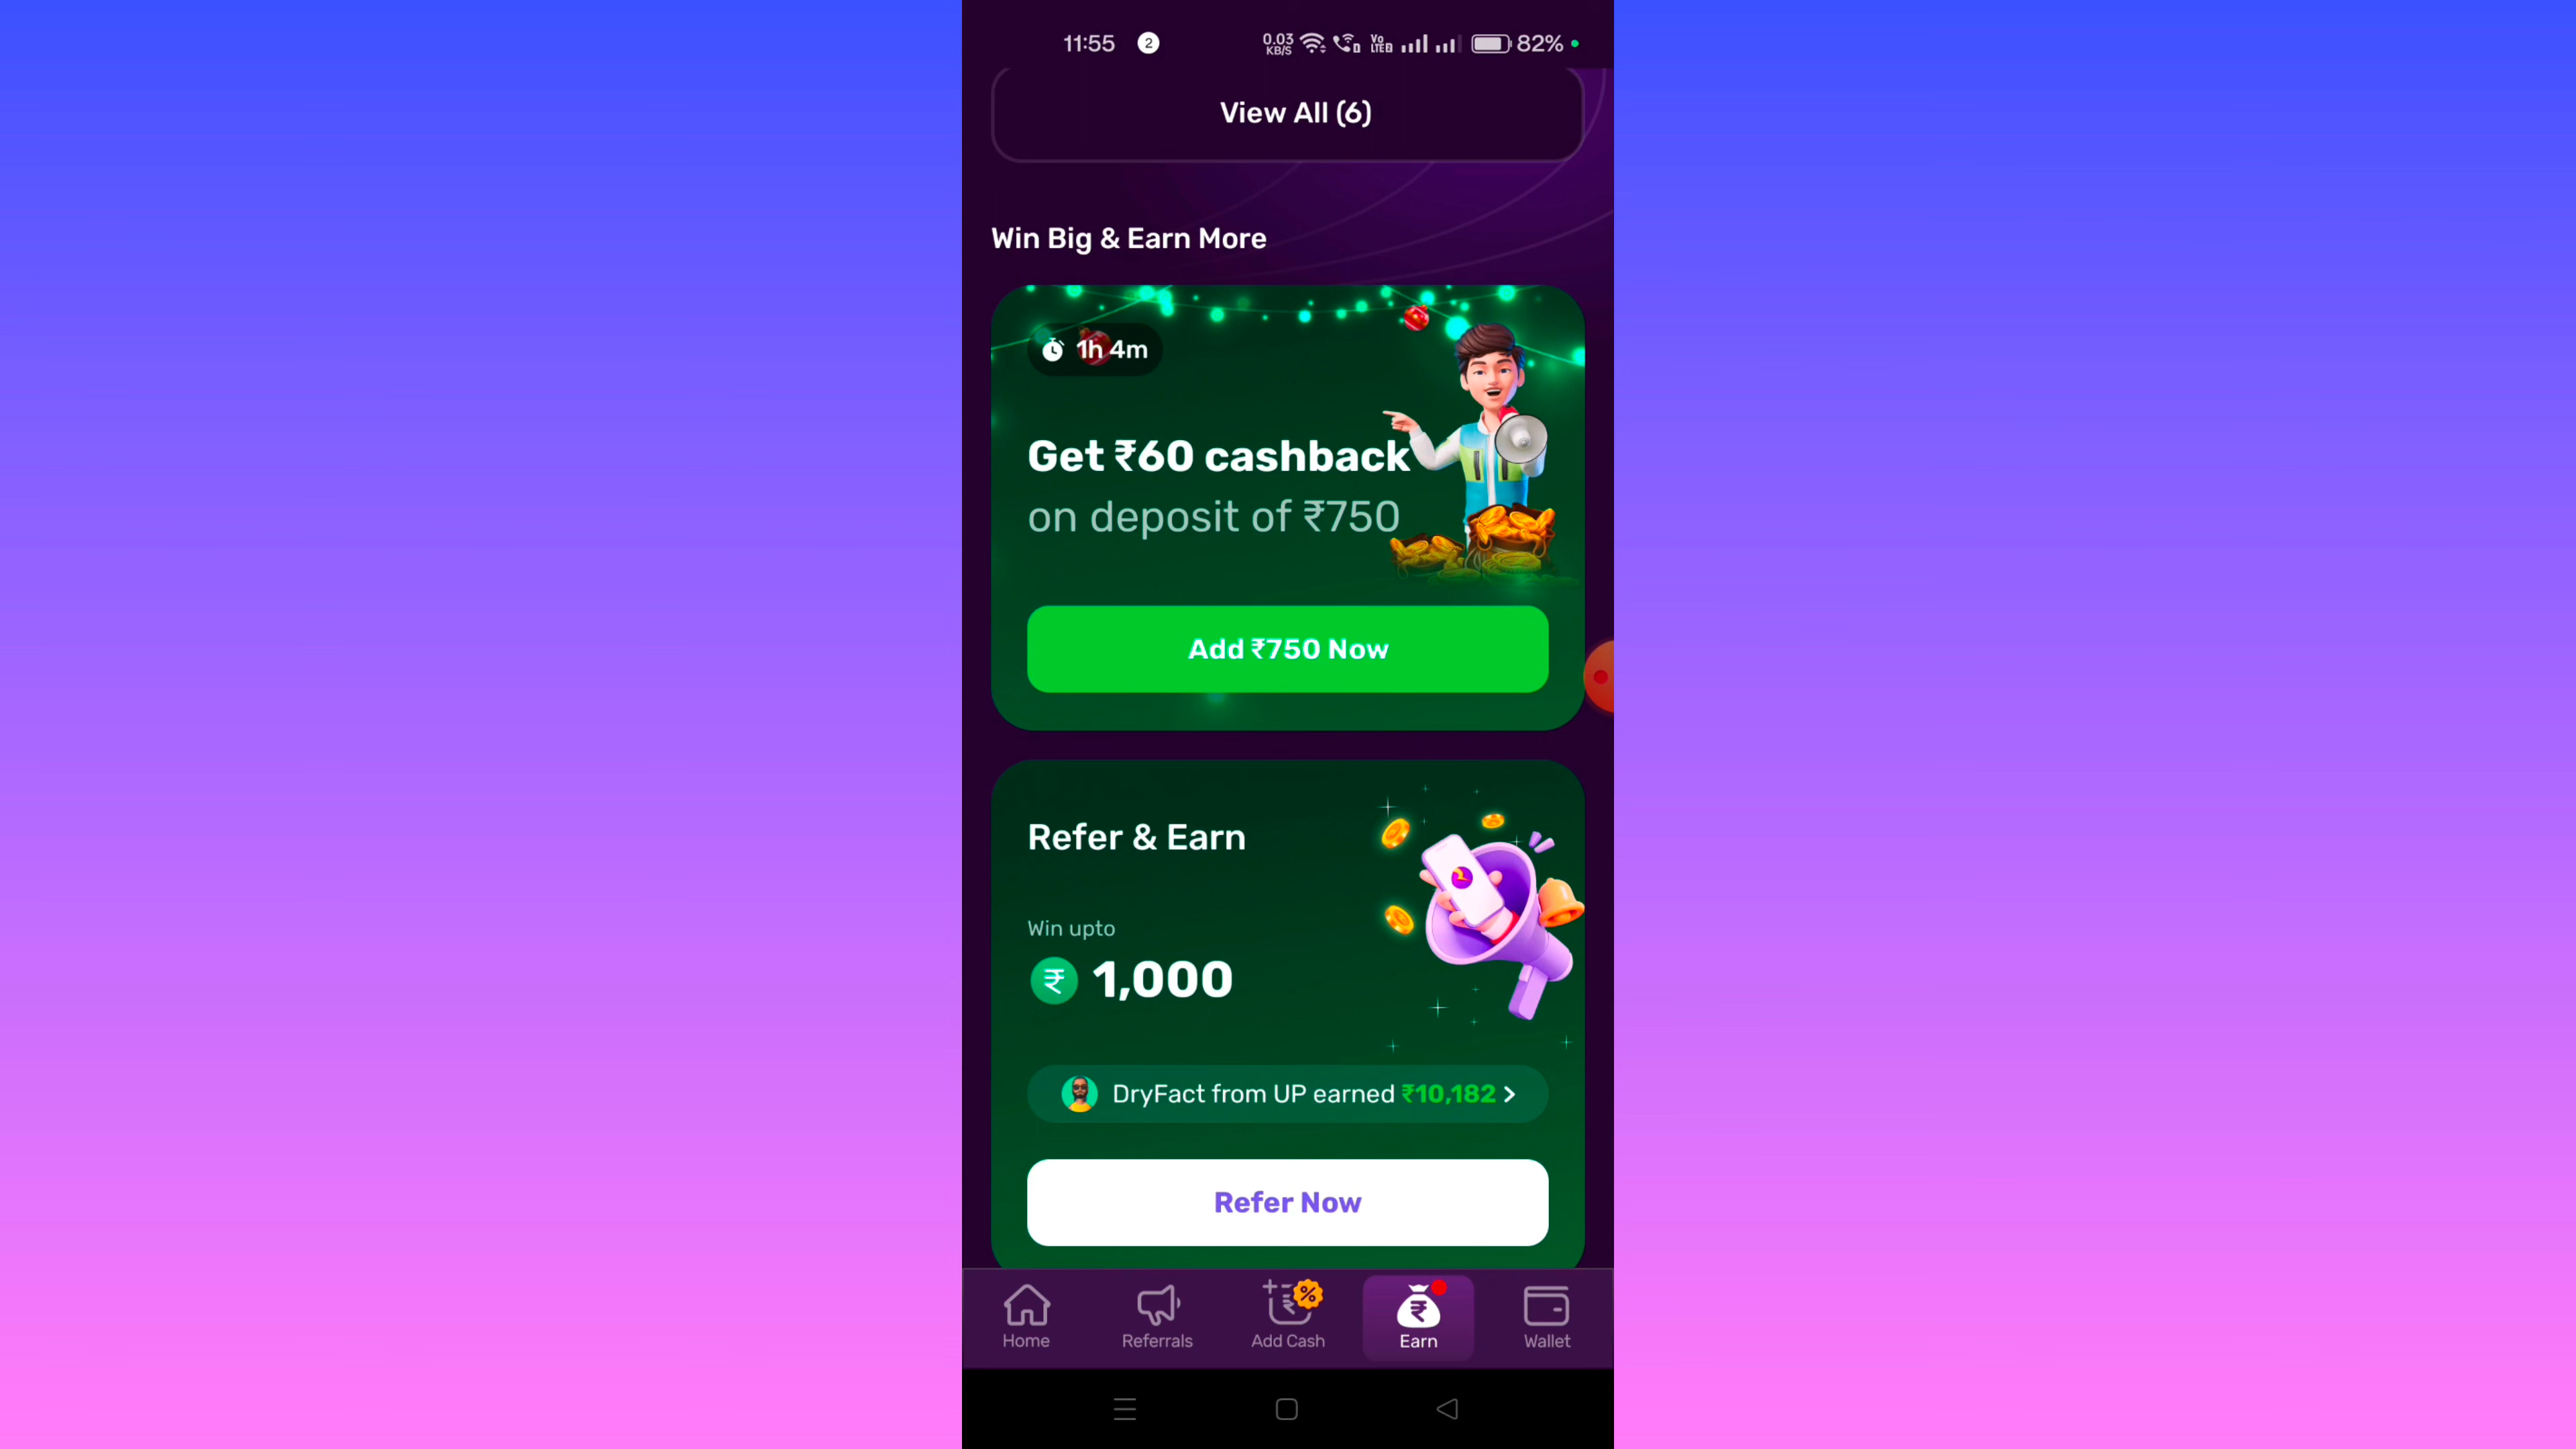 11:55 2 0.03 KB/S Vo LTE 82%
View All (6)
Win Big & Earn More
1h 4m
Get ₹60 cashback
on deposit of ₹750
Add ₹750 Now
Refer & Earn
Win upto
₹ 1,000
DryFact from UP earned ₹10,182 >
Refer Now
Home Referrals Add Cash Earn Wallet